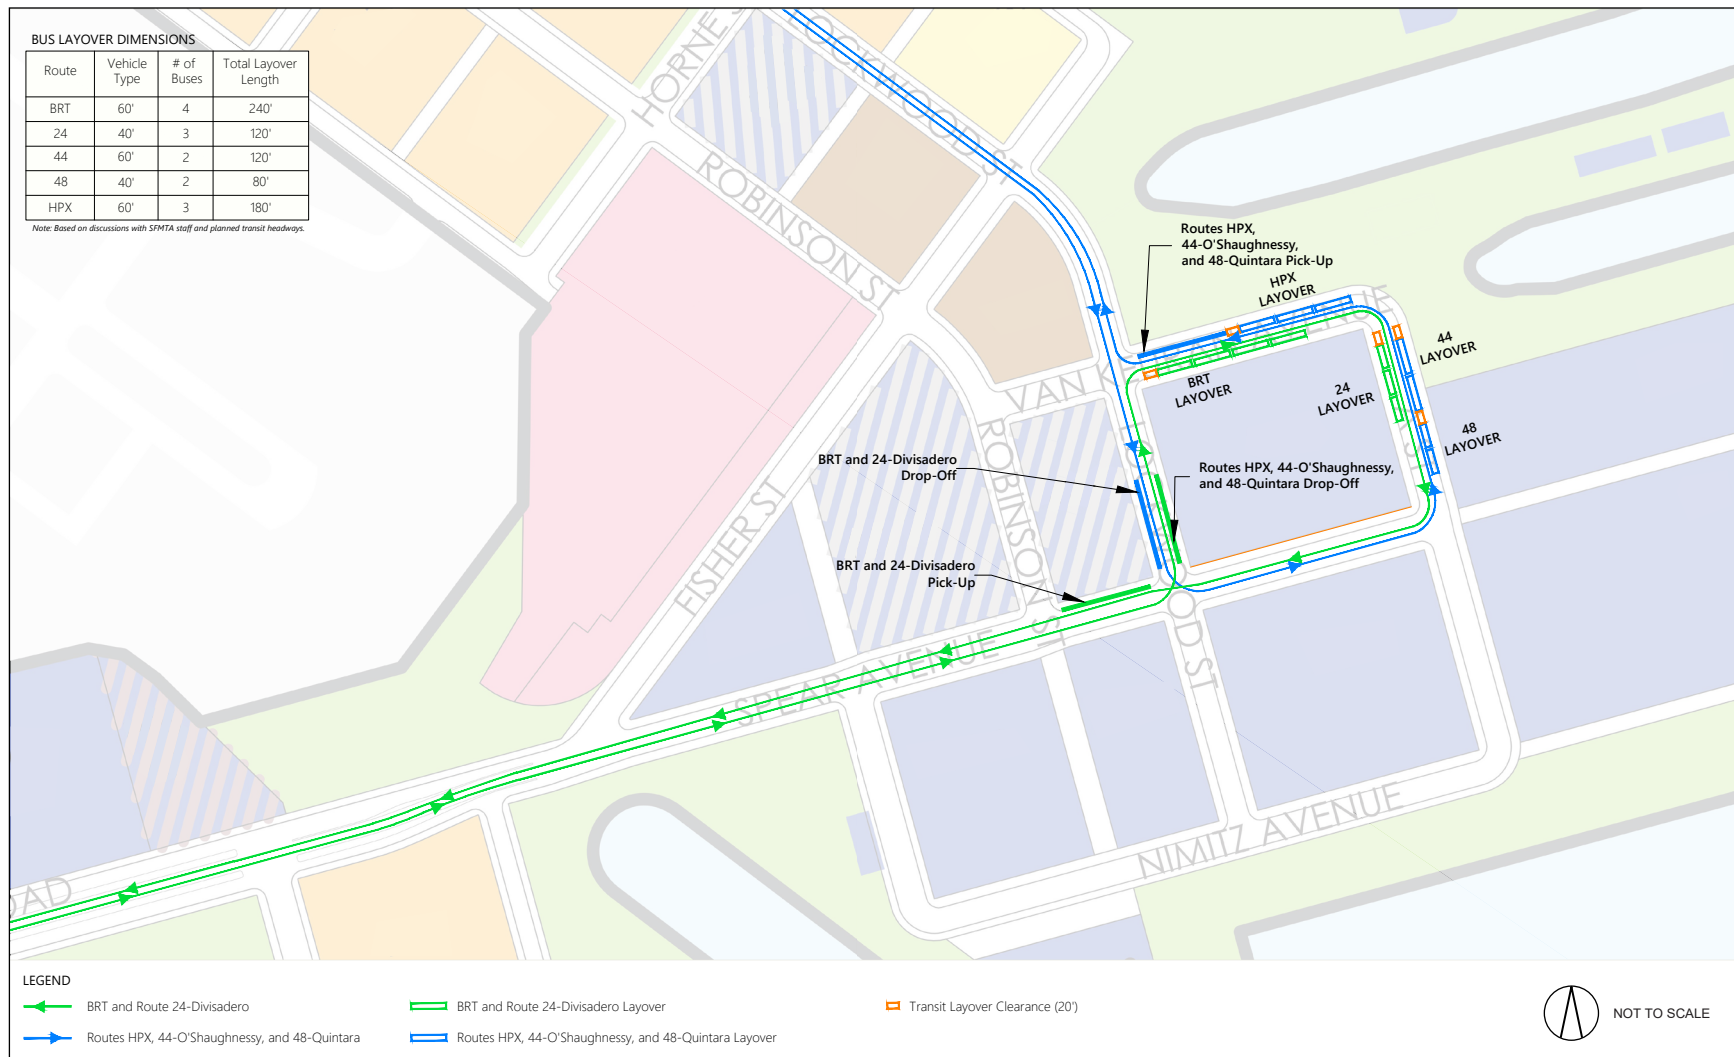 BUS LAYOVER DIMENSIONS
Route Vehicle Type # of Buses Total Layover Length
BRT 60' 4 240'
24 40' 3 120'
44 60' 2 120'
48 40' 2 80'
HPX 60' 3 180'
Note: Based on discussions with SFMTA staff and planned transit headways.
HORNE S
LOCKWOOD ST
ROBINSON ST
Routes HPX,
44-O'Shaughnessy,
and 48-Quintara Pick-Up
HPX
LAYOVER
44
LAYOVER
BRT
LAYOVER
24
LAYOVER
48
LAYOVER
VAN K
BRT and 24-Divisadero
Drop-Off
Routes HPX, 44-O'Shaughnessy,
and 48-Quintara Drop-Off
ROBINSON ST
FISHER ST
BRT and 24-Divisadero
Pick-Up
OD ST
SPEAR AVENUE
NIMITZ AVENUE
OAD
LEGEND
BRT and Route 24-Divisadero
BRT and Route 24-Divisadero Layover
Transit Layover Clearance (20')
Routes HPX, 44-O'Shaughnessy, and 48-Quintara
Routes HPX, 44-O'Shaughnessy, and 48-Quintara Layover
NOT TO SCALE